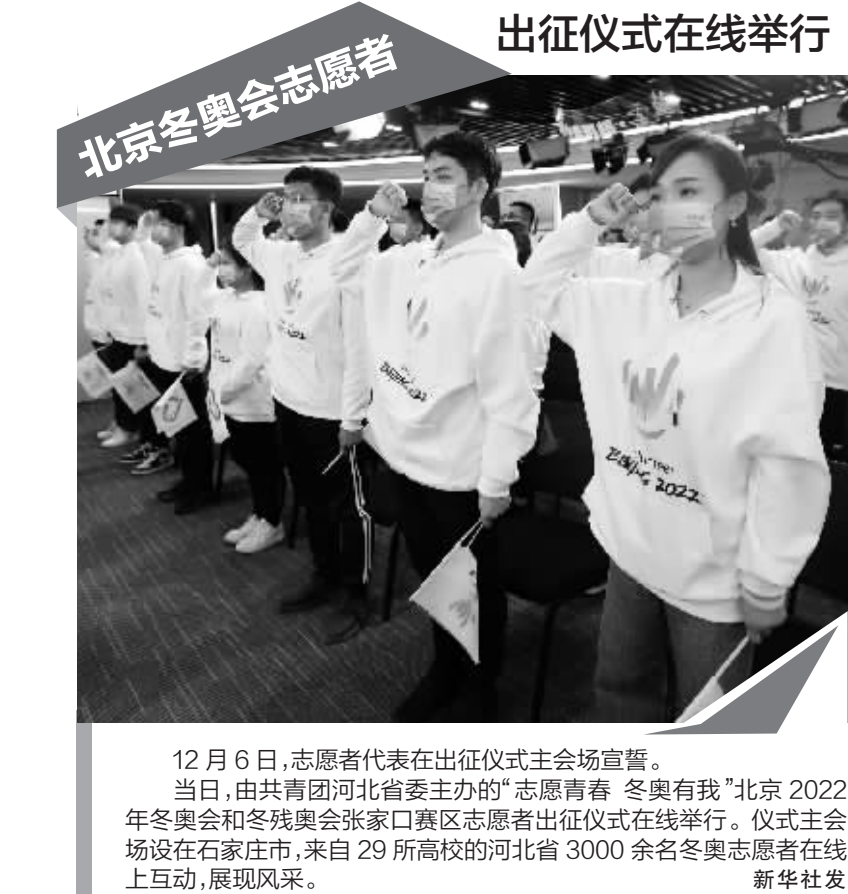 北京冬奥会志愿者
出征仪式在线举行
BEIJING 2022
12月6日，志愿者代表在出征仪式主会场宣誓。
当日，由共青团河北省委主办的“志愿青春 冬奥有我”北京2022
年冬奥会和冬残奥会张家口赛区志愿者出征仪式在线举行。仪式主会
场设在石家庄市，来自29所高校的河北省3000余名冬奥志愿者在线
上互动，展现风采。 新华社发